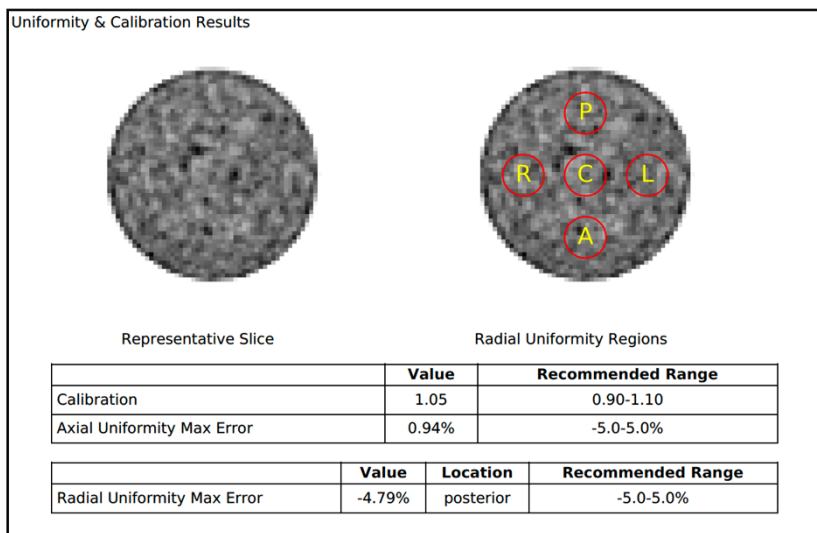 Uniformity & Calibration Results
P
R C L
A
Representative Slice Radial Uniformity Regions
Value Recommended Range
Calibration 1.05 0.90-1.10
Axial Uniformity Max Error 0.94% -5.0-5.0%
Value Location Recommended Range
Radial Uniformity Max Error -4.79% posterior -5.0-5.0%